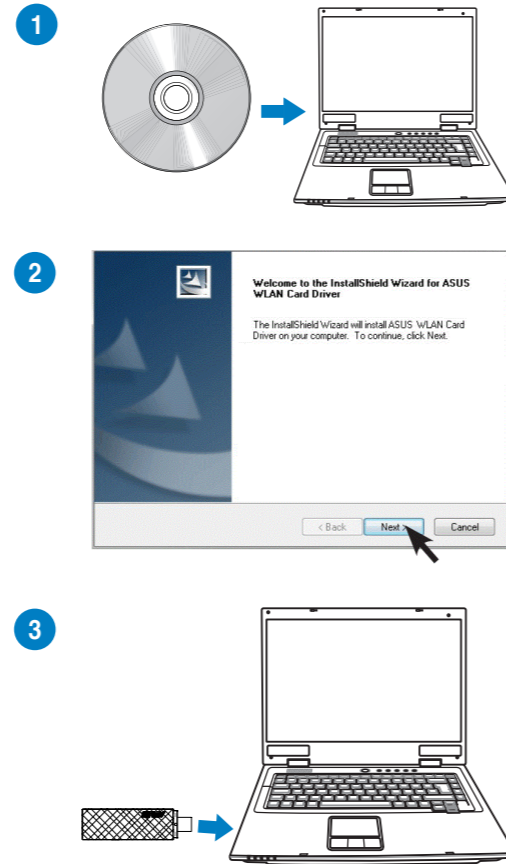 1
2
Welcome to the InstallShield Wizard for ASUS
WLAN Card Driver
The InstallShield Wizard will install ASUS WLAN Card
Driver on your computer. To continue, click Next.
< Back
Next >
Cancel
3